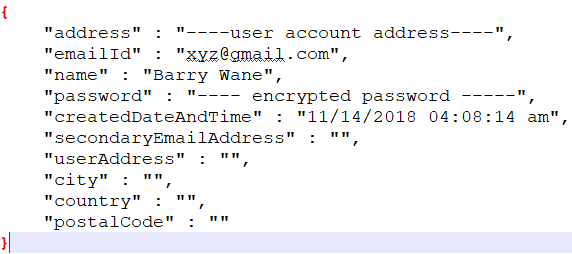 {
"address" : "----user account address----",
"emailId" : "xyz@gmail.com",
"name" : "Barry Wane",
"password" : "---- encrypted password -----",
"createdDateAndTime" : "11/14/2018 04:08:14 am",
"secondaryEmailAddress" : "",
"userAddress" : "",
"city" : "",
"country" : "",
"postalCode" : ""
}